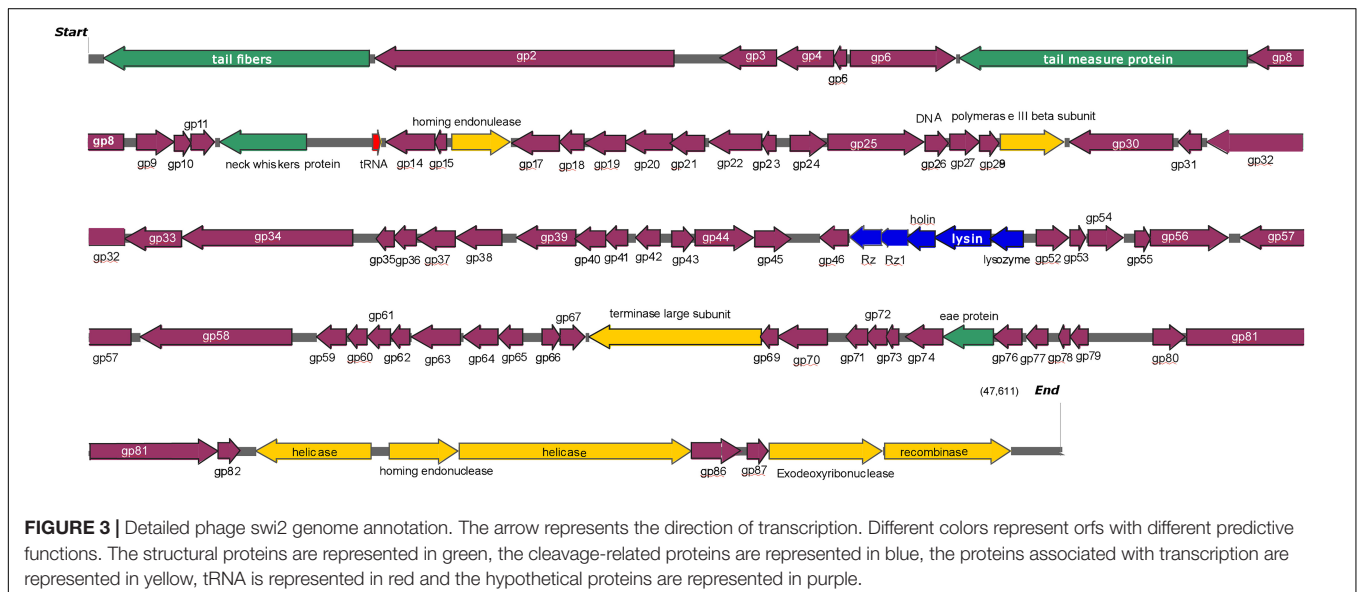 Start
tail fibers gp2 gp3 gp4 gp6 tail measure protein gp8
gp6
gp11 homing endonulease DNA polymerase III beta subunit
gp8 gp25 gp30
gp9 gp10 neck whiskers protein tRNA gp14 gp15 gp17 gp18 gp19 gp20 gp21 gp22 gp23 gp24 gp26 gp27 gp28 gp31 gp32
holin gp54
gp33 gp34 gp39 gp44 lysin gp56 gp57
gp32 gp35 gp36 gp37 gp38 gp40 gp41 gp42 gp43 gp45 gp46 Rz Rz1 lysozyme gp52 gp53 gp55
gp61 gp67 terminase large subunit gp72 eae protein
gp58 gp81
gp57 gp59 gp60 gp62 gp63 gp64 gp65 gp66 gp69 gp70 gp71 gp73 gp74 gp76 gp77 gp78 gp79 gp80
(47,611) End
gp81 helicase helicase recombinase
gp82 homing endonuclease gp86 gp87 Exodeoxyribonuclease
FIGURE 3 | Detailed phage swi2 genome annotation. The arrow represents the direction of transcription. Different colors represent orfs with different predictive
functions. The structural proteins are represented in green, the cleavage-related proteins are represented in blue, the proteins associated with transcription are
represented in yellow, tRNA is represented in red and the hypothetical proteins are represented in purple.